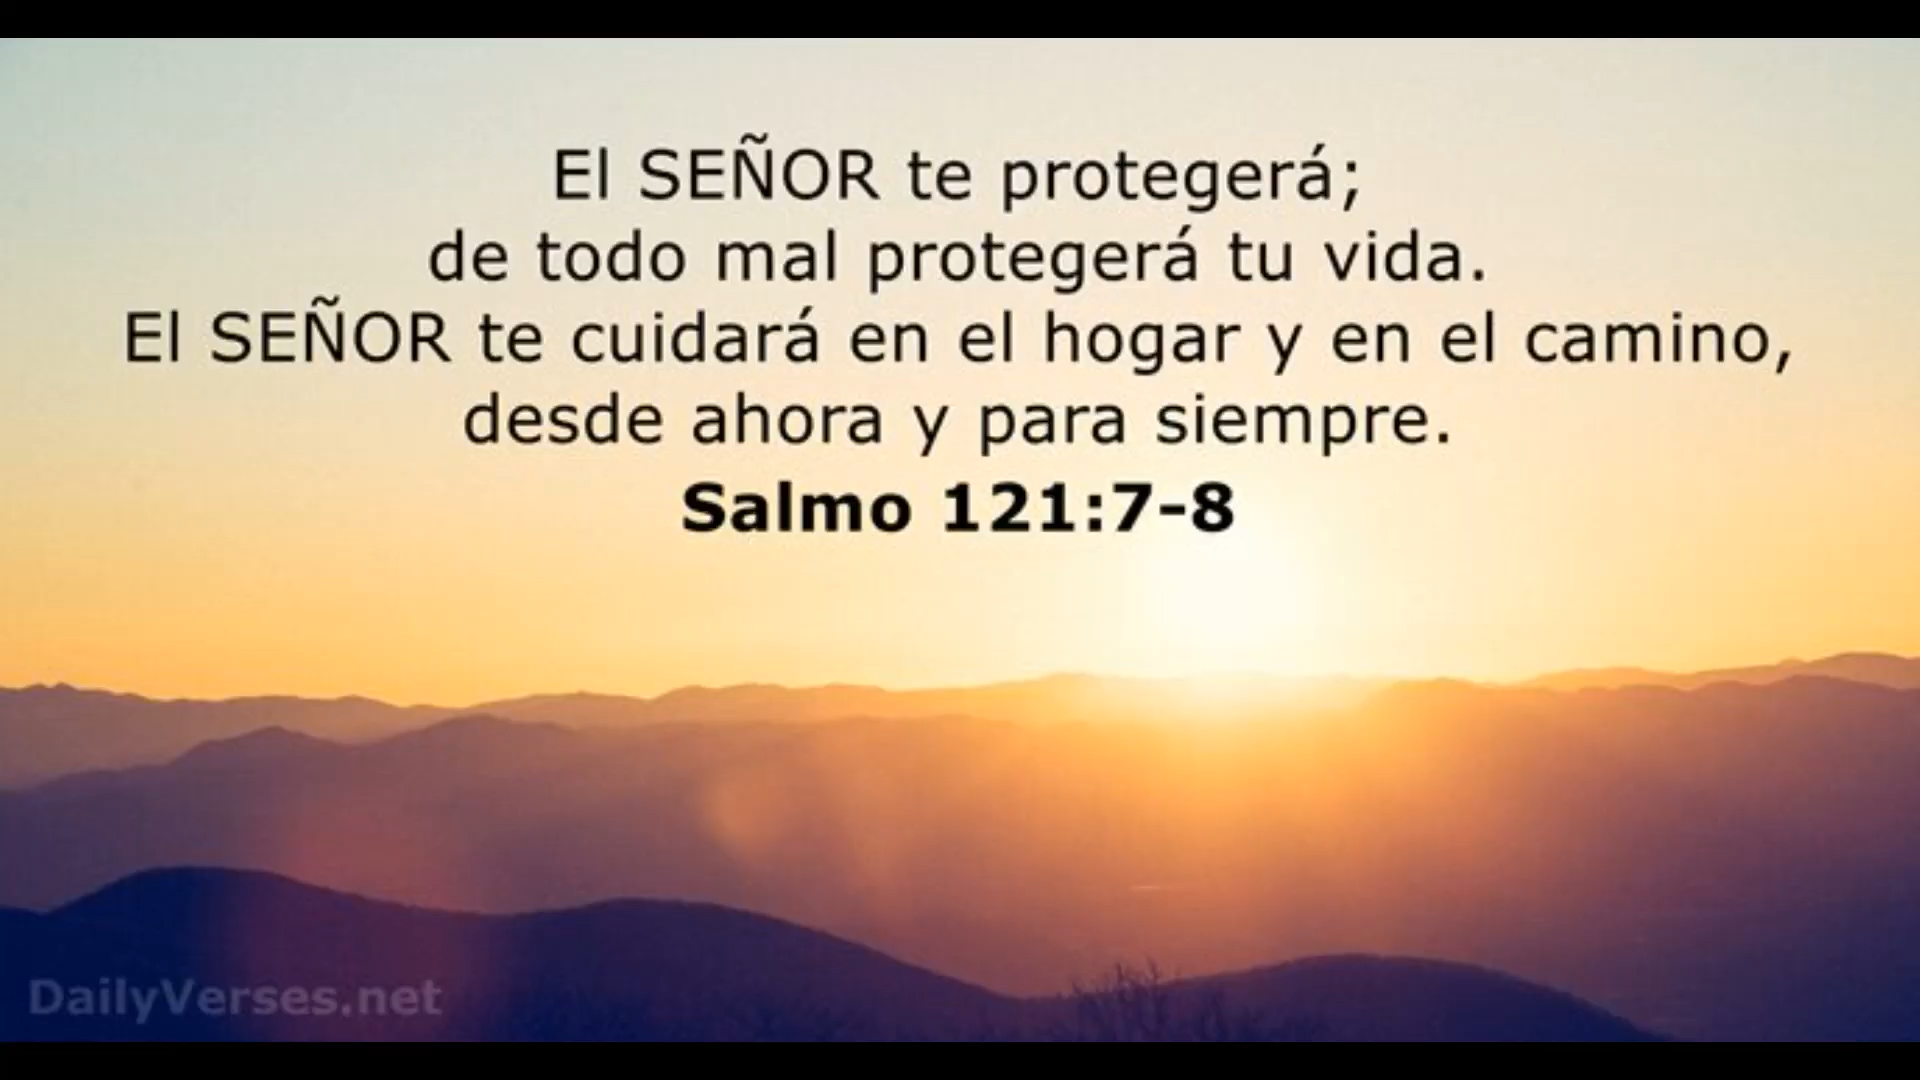 El SEÑOR te protegerá;
de todo mal protegerá tu vida.
El SEÑOR te cuidará en el hogar y en el camino,
desde ahora y para siempre.
Salmo 121:7-8
DailyVerses.net